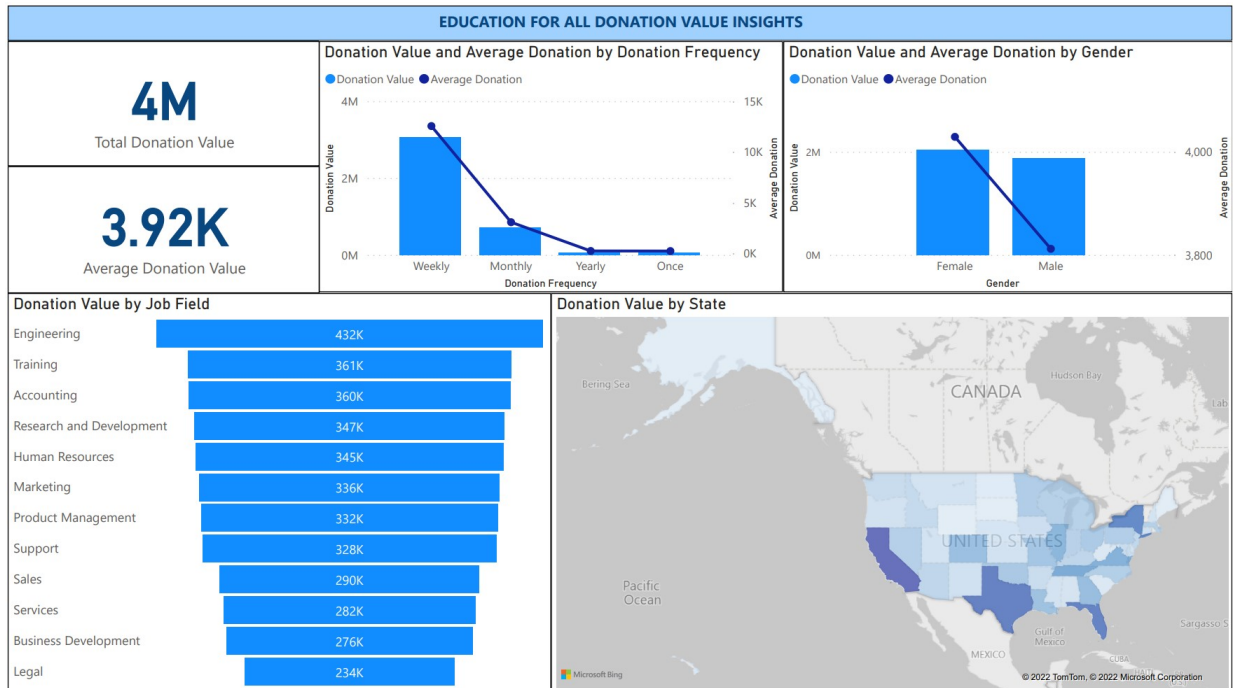 EDUCATION FOR ALL DONATION VALUE INSIGHTS
4M
Total Donation Value
3.92K
Average Donation Value
Donation Value and Average Donation by Donation Frequency
Donation Value Average Donation
4M
2M
0M
Donation Value
15K
10K
5K
0K
Average Donation
Weekly Monthly Yearly Once
Donation Frequency
Donation Value and Average Donation by Gender
Donation Value Average Donation
2M
0M
Donation Value
4,000
3,800
Average Donation
Female Male
Gender
Donation Value by Job Field
Engineering 432K
Training 361K
Accounting 360K
Research and Development 347K
Human Resources 345K
Marketing 336K
Product Management 332K
Support 328K
Sales 290K
Services 282K
Business Development 276K
Legal 234K
Donation Value by State
Bering Sea
CANADA
Hudson Bay
Lab
UNITED STATES
Pacific
Ocean
Sargasso S
Gulf of
Mexico
MEXICO
CUBA
Microsoft Bing
© 2022 TomTom, © 2022 Microsoft Corporation